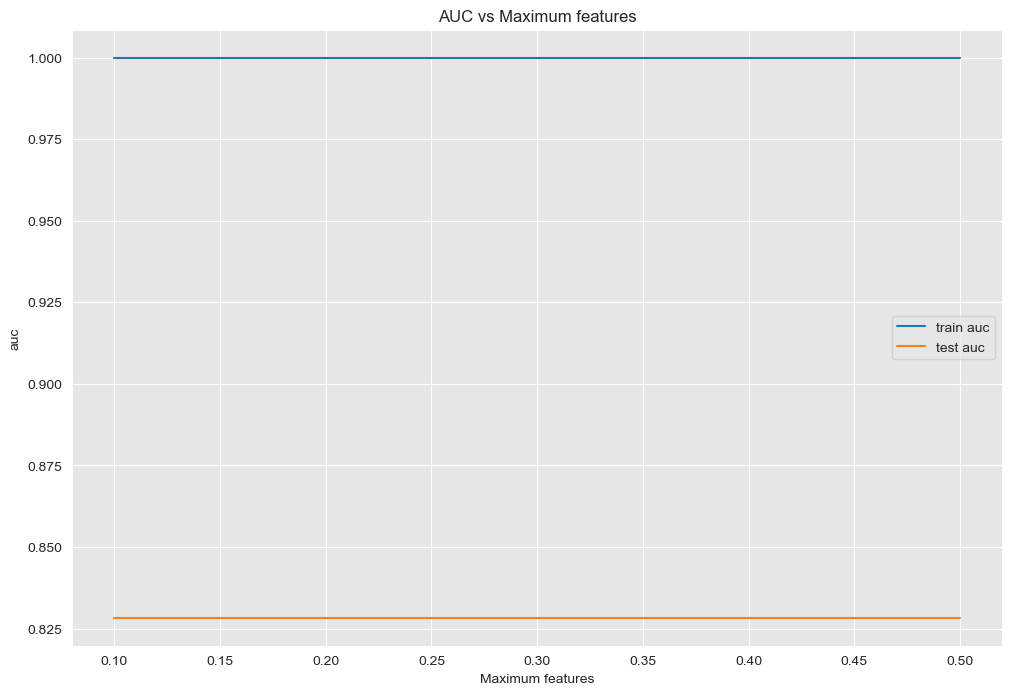 AUC vs Maximum features
1.000
0.975
0.950
0.925
0.900
0.875
0.850
0.825
auc
train auc
test auc
0.10 0.15 0.20 0.25 0.30 0.35 0.40 0.45 0.50
Maximum features